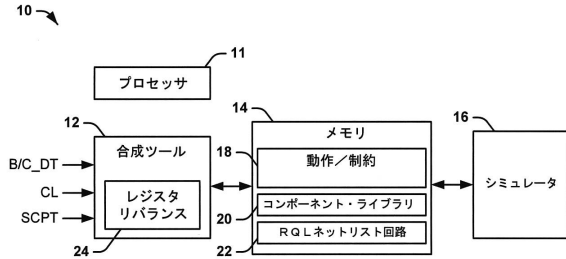 10
11
プロセッサ
12
合成ツール
B/C_DT
CL
SCPT
レジスタ
リバランス
24
14
メモリ
18
動作／制約
20
コンポーネント・ライブラリ
22
ＲＱＬネットリスト回路
16
シミュレータ